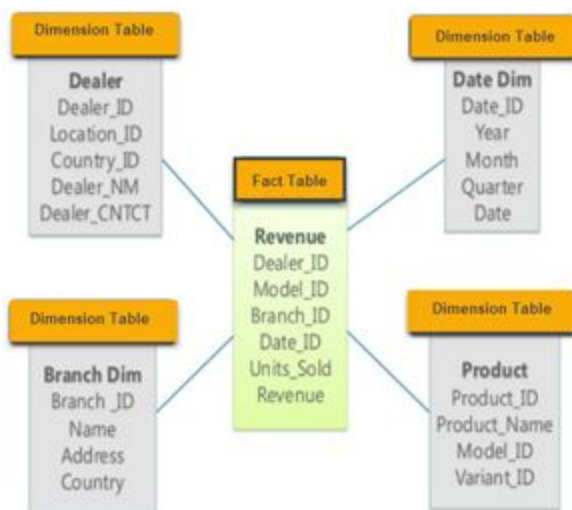 Dimension Table
Dealer
Dealer_ID
Location_ID
Country_ID
Dealer_NM
Dealer_CNTCT
Dimension Table
Date Dim
Date_ID
Year
Month
Quarter
Date
Fact Table
Revenue
Dealer_ID
Model_ID
Branch_ID
Date_ID
Units_Sold
Revenue
Dimension Table
Branch Dim
Branch _ID
Name
Address
Country
Dimension Table
Product
Product_ID
Product_Name
Model_ID
Variant_ID